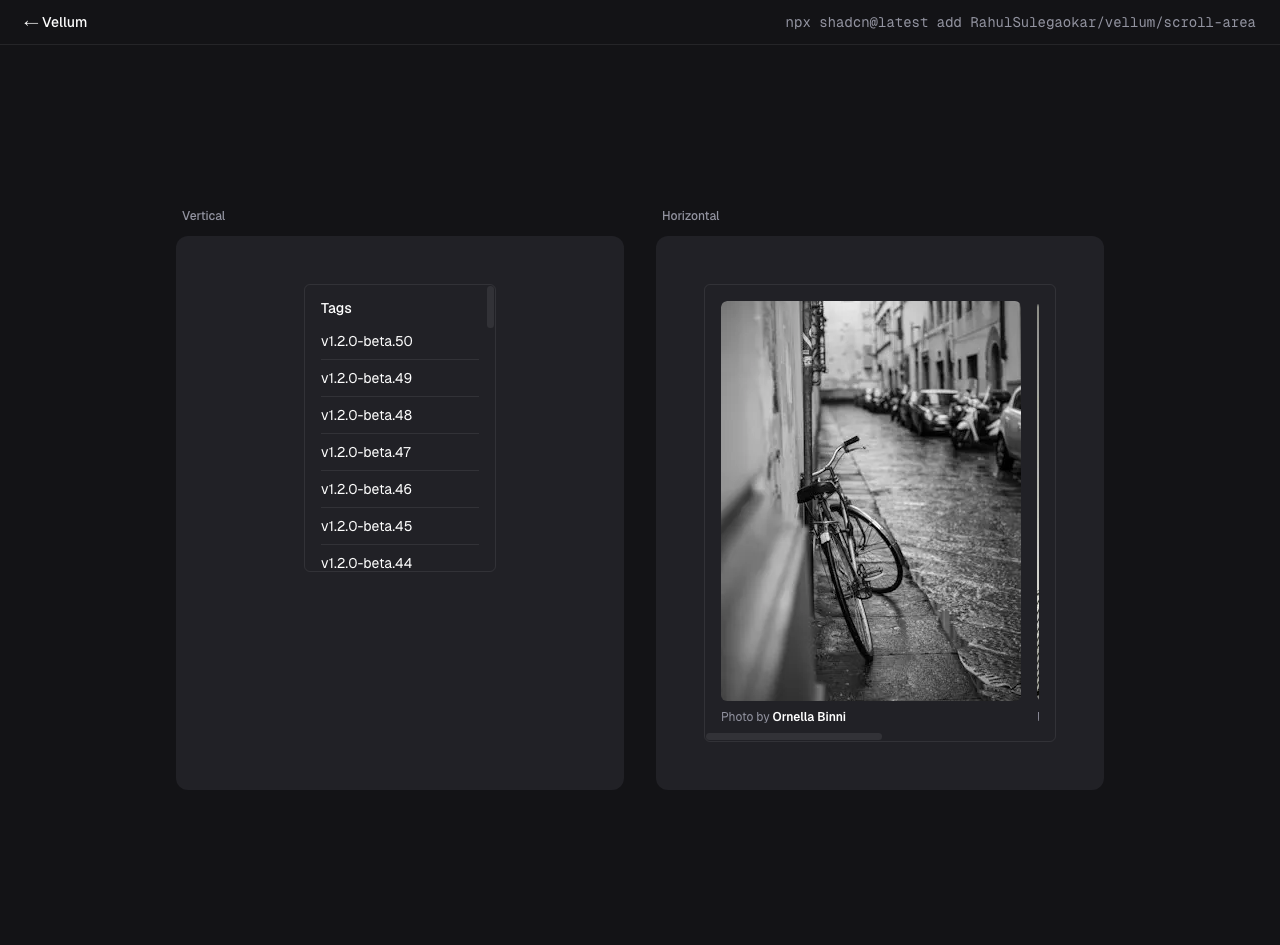 ← Vellum
npx shadcn@latest add RahulSulegaokar/vellum/scroll-area
Vertical
Tags
v1.2.0-beta.50
v1.2.0-beta.49
v1.2.0-beta.48
v1.2.0-beta.47
v1.2.0-beta.46
v1.2.0-beta.45
v1.2.0-beta.44
Horizontal
Photo by Ornella Binni